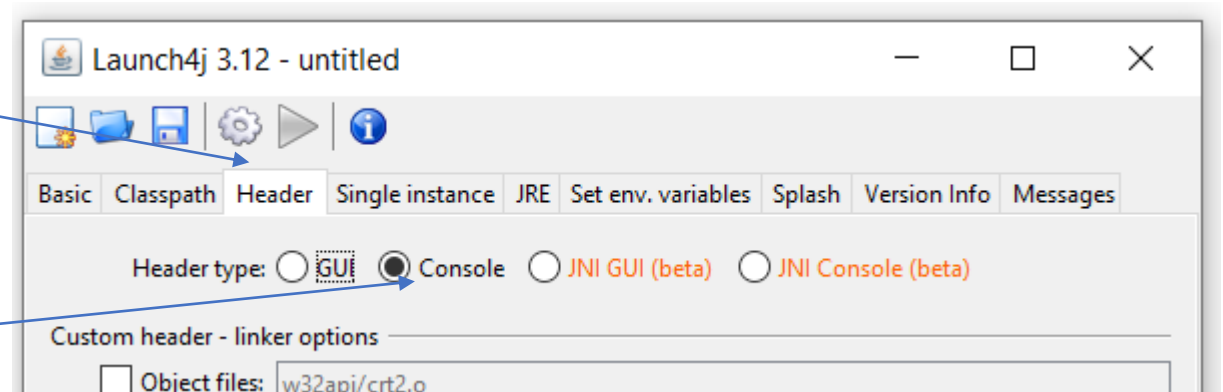 Launch4j 3.12 - untitled
Basic Classpath Header Single instance JRE Set env. variables Splash Version Info Messages
Header type: GUI Console JNI GUI (beta) JNI Console (beta)
Custom header - linker options
Object files: w32api/crt2.o